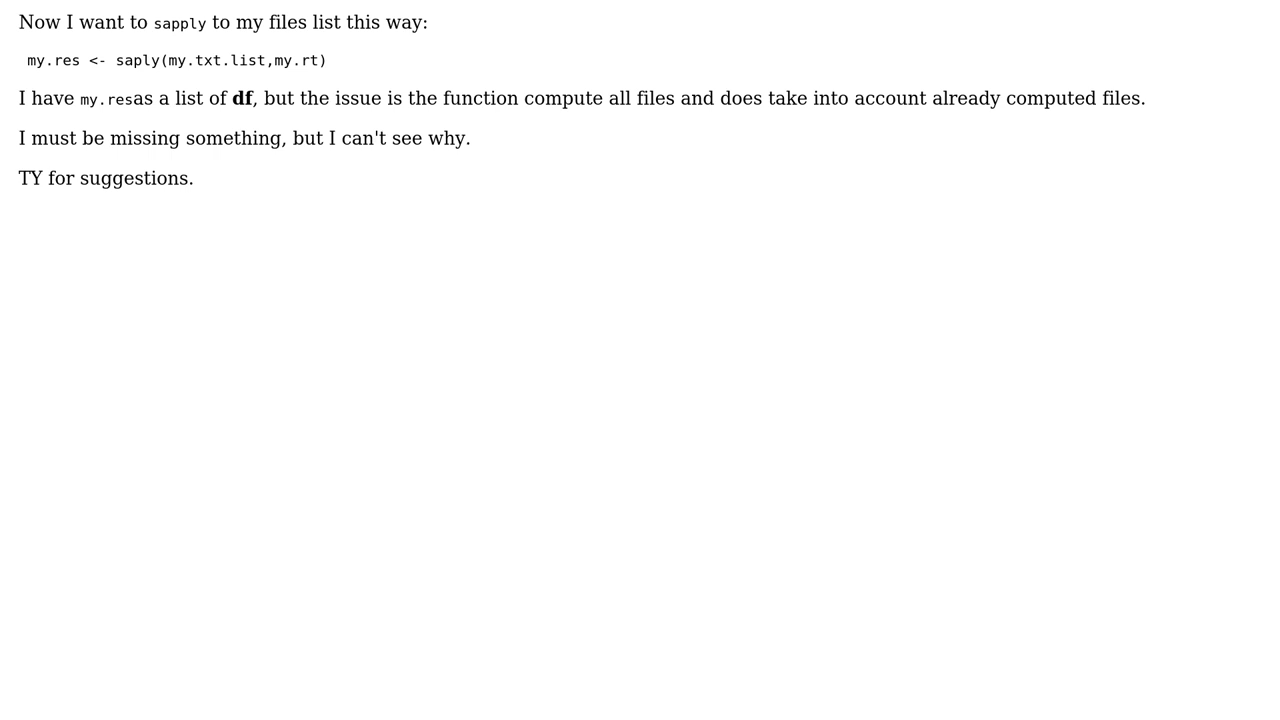 Now I want to sapply to my files list this way:
my.res <- saply(my.txt.list,my.rt)
I have my.resas a list of df, but the issue is the function compute all files and does take into account already computed files.
I must be missing something, but I can't see why.
TY for suggestions.